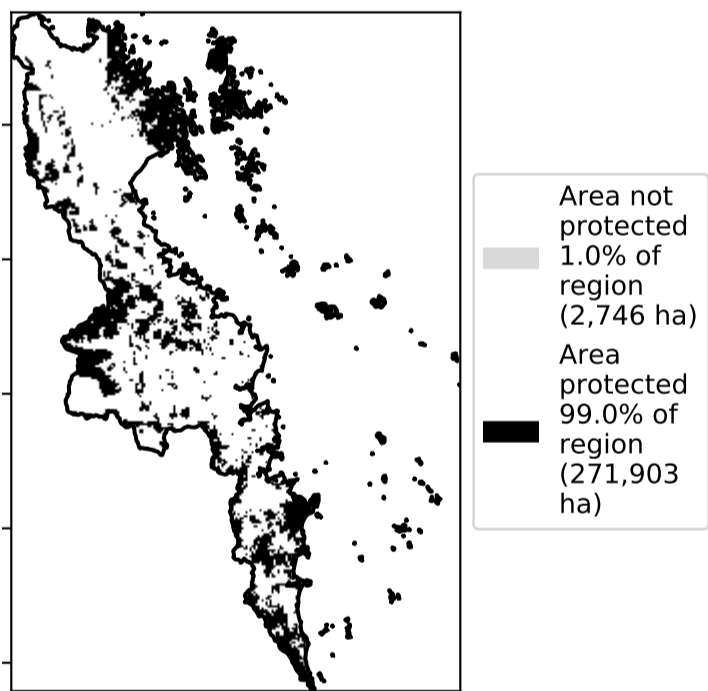 Area not
protected
1.0% of
region
(2,746 ha)
Area
protected
99.0% of
region
(271,903
ha)